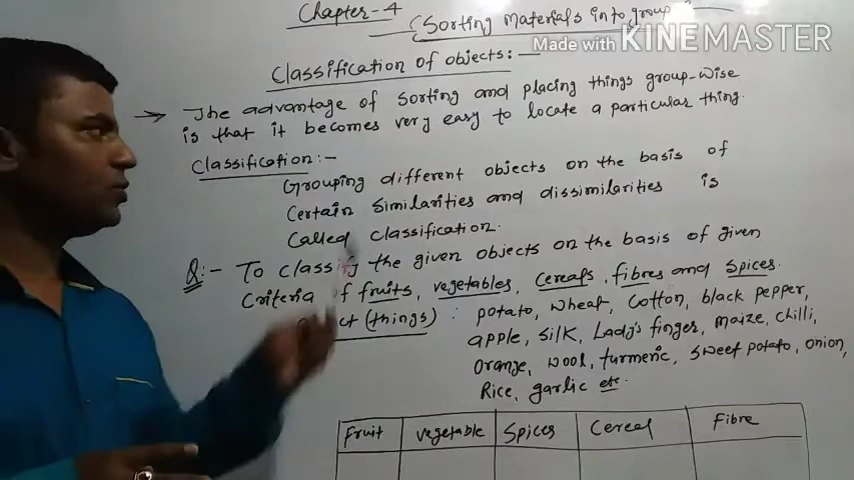 Chapter-4
(Sorting Materials into group)
Made with KINEMASTER
Classification of objects:-
→ The advantage of sorting and placing things group-wise
is that it becomes very easy to locate a particular thing.
Classification:-
Grouping different objects on the basis of
Certain similarities and dissimilarities is
Called classification.
Q:- To classify the given objects on the basis of given
Criteria of fruits, vegetables, Cereals, fibres and Spices.
(things) : potato, wheat, Cotton, black pepper,
apple, silk, Lady's finger, maize, chilli,
Orange, wool, turmeric, sweet potato, onion,
Rice, garlic etc.
Fruit vegetable Spices Cereal Fibre